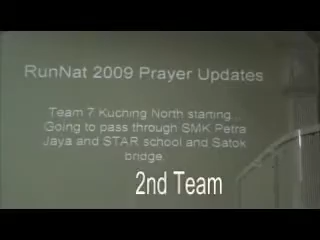 RunNat 2009 Prayer Updates
Team 7 Kuching North starting...
Going to pass through SMK Petra
Jaya and STAR school and Satok
bridge.
2nd Team